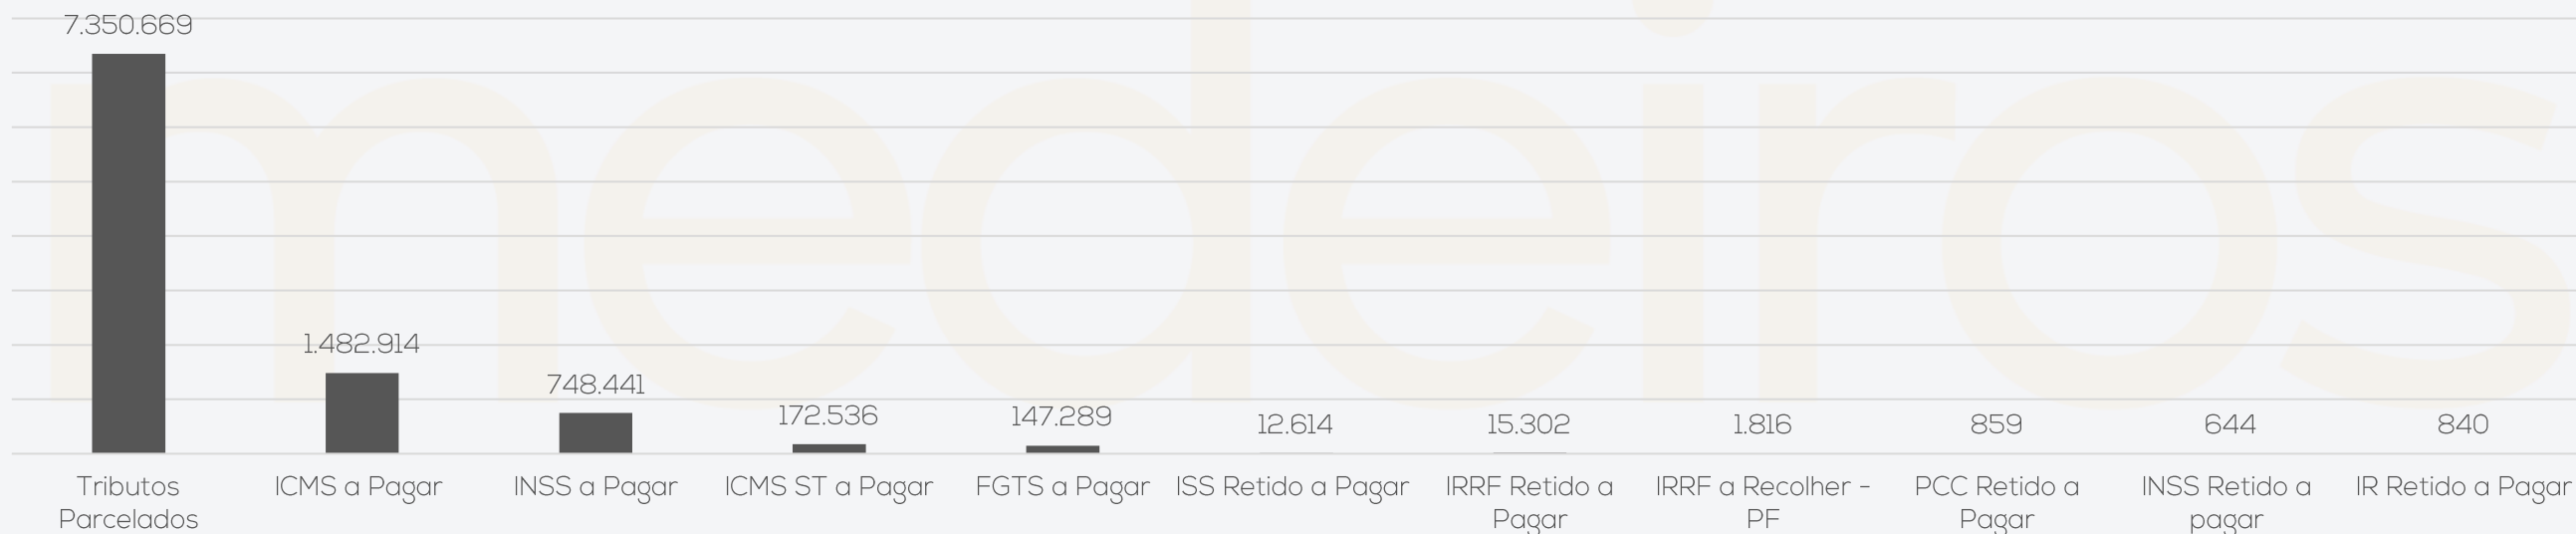 7.350.669
1.482.914
748.441
172.536
147.289
12.614
15.302
1.816
859
644
840
Tributos
Parcelados
ICMS a Pagar
INSS a Pagar
ICMS ST a Pagar
FGTS a Pagar
ISS Retido a Pagar
IRRF Retido a
Pagar
IRRF a Recolher -
PF
PCC Retido a
Pagar
INSS Retido a
pagar
IR Retido a Pagar
medeiros